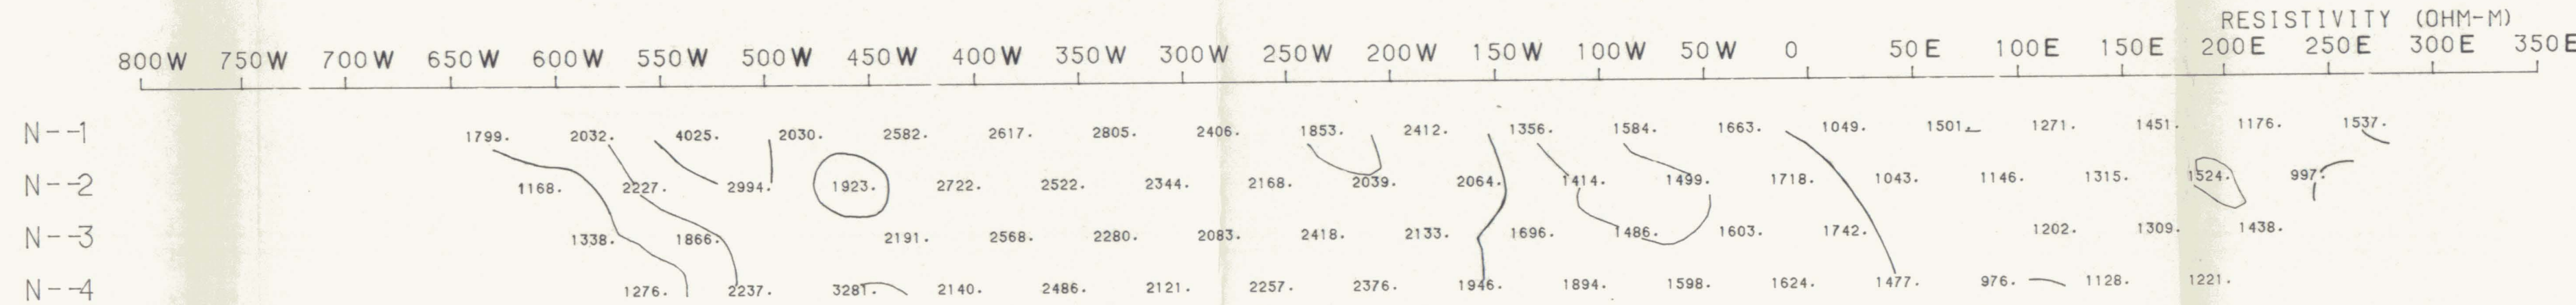 RESISTIVITY (OHM-M)
800W 750W 700W 650W 600W 550W 500W 450W 400W 350W 300W 250W 200W 150W 100W 50W 0 50E 100E 150E 200E 250E 300E 350E
N--1 1799. 2032. 4025. 2030. 2582. 2617. 2805. 2406. 1853. 2412. 1356. 1584. 1663. 1049. 1501. 1271. 1451. 1176. 1537.
N--2 1168. 2227. 2994. 1923. 2722. 2522. 2344. 2168. 2039. 2064. 1414. 1499. 1718. 1043. 1146. 1315. 1524. 997.
N--3 1338. 1866. 2191. 2568. 2280. 2083. 2418. 2133. 1696. 1486. 1603. 1742. 1202. 1309. 1438.
N--4 1276. 2237. 3281. 2140. 2486. 2121. 2257. 2376. 1946. 1894. 1598. 1624. 1477. 976. 1128. 1221.